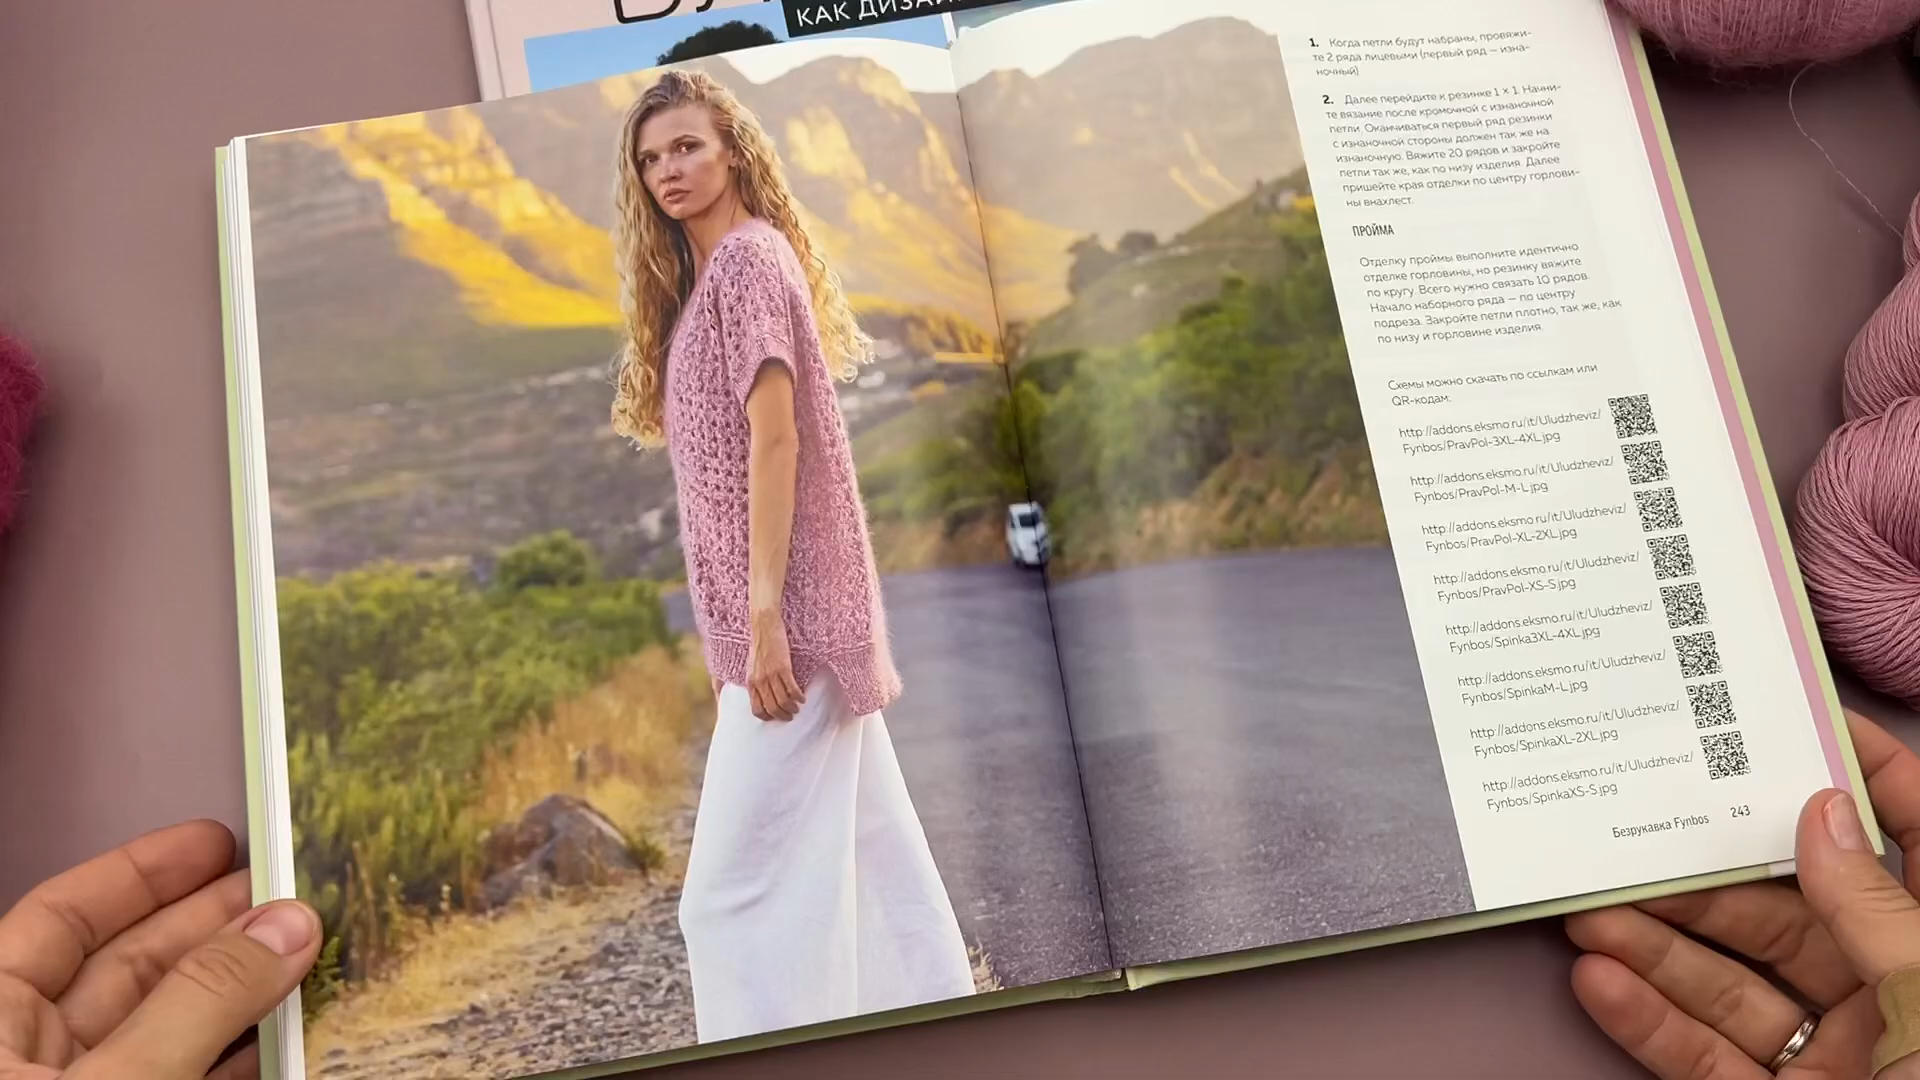 КАК ДИЗАЙ
1. Когда петли будут набраны, провяжи-
те 2 ряда лицевыми (первый ряд — изна-
ночный)
2. Далее перейдите к резинке 1 × 1. Начни-
те вязание после кромочной с изнаночной
петли. Оканчиваться первый ряд резинки
с изнаночной стороны должен так же на
изнаночную. Вяжите 20 рядов и закройте
петли так же, как по низу изделия. Далее
пришейте края отделки по центру горлови-
ны внахлест.
ПРОЙМА
Отделку проймы выполните идентично
отделке горловины, но резинку вяжите
по кругу. Всего нужно связать 10 рядов.
Начало наборного ряда — по центру
подреза. Закройте петли плотно, так же, как
по низу и горловине изделия.
Схемы можно скачать по ссылкам или
QR-кодам:
http://addons.eksmo.ru/it/Uludzheviz/
Fynbos/PravPol-3XL-4XL.jpg
http://addons.eksmo.ru/it/Uludzheviz/
Fynbos/PravPol-M-L.jpg
http://addons.eksmo.ru/it/Uludzheviz/
Fynbos/PravPol-XL-2XL.jpg
http://addons.eksmo.ru/it/Uludzheviz/
Fynbos/PravPol-XS-S.jpg
http://addons.eksmo.ru/it/Uludzheviz/
Fynbos/Spinka3XL-4XL.jpg
http://addons.eksmo.ru/it/Uludzheviz/
Fynbos/SpinkaM-L.jpg
http://addons.eksmo.ru/it/Uludzheviz/
Fynbos/SpinkaXL-2XL.jpg
http://addons.eksmo.ru/it/Uludzheviz/
Fynbos/SpinkaXS-S.jpg
Безрукавка Fynbos 243